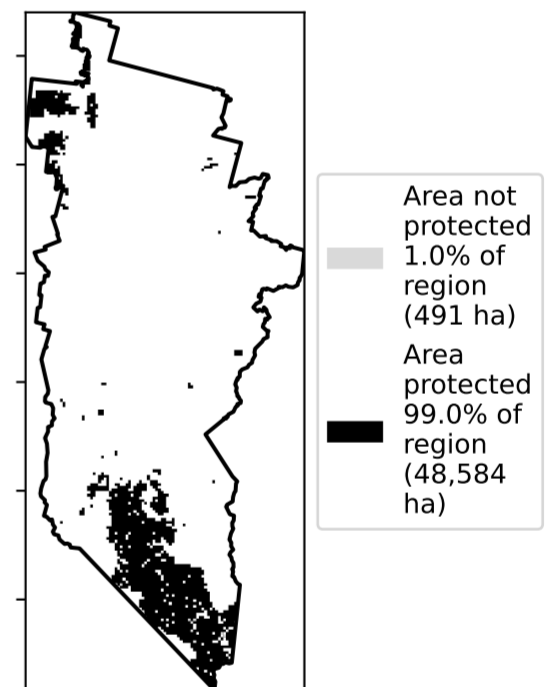 Area not
protected
1.0% of
region
(491 ha)
Area
protected
99.0% of
region
(48,584
ha)